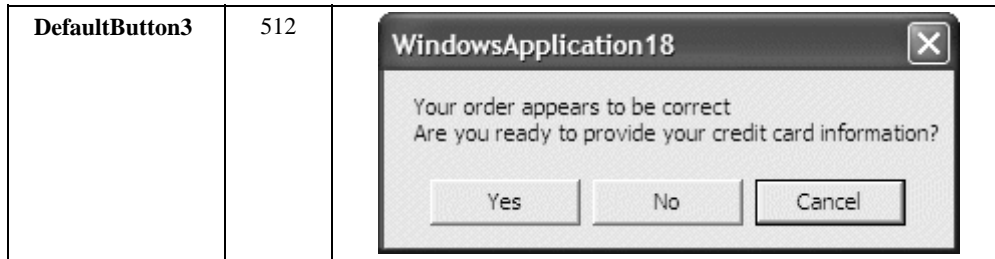 DefaultButton3 512
WindowsApplication18
Your order appears to be correct
Are you ready to provide your credit card information?
Yes No Cancel